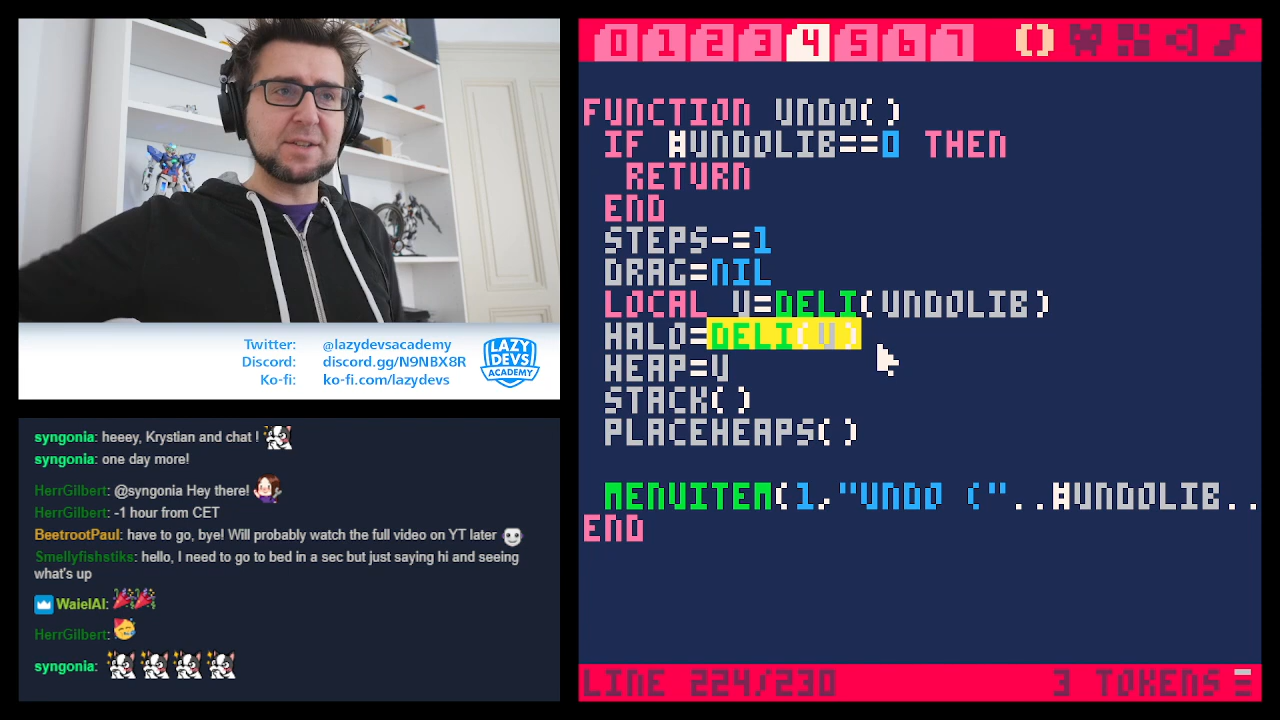 Twitter: @lazydevsacademy
Discord: discord.gg/N9NBX8R
Ko-fi: ko-fi.com/lazydevs
LAZY
DEVS
ACADEMY
syngonia: heeey, Krystian and chat !
syngonia: one day more!
HerrGilbert: @syngonia Hey there!
HerrGilbert: -1 hour from CET
BeetrootPaul: have to go, bye! Will probably watch the full video on YT later
Smellyfishstiks: hello, I need to go to bed in a sec but just saying hi and seeing
what's up
WaielAl:
HerrGilbert:
syngonia:
0 1 2 3 4 5 6 7 ()
FUNCTION UNDO()
IF #UNDOLIB==0 THEN
RETURN
END
STEPS-=1
DRAG=NIL
LOCAL U=DELI(UNDOLIB)
HALO=DELI(U)
HEAP=U
STACK()
PLACEHEAPS()
MENUITEM(1,"UNDO ("..#UNDOLIB..
END
LINE 224/230 3 TOKENS